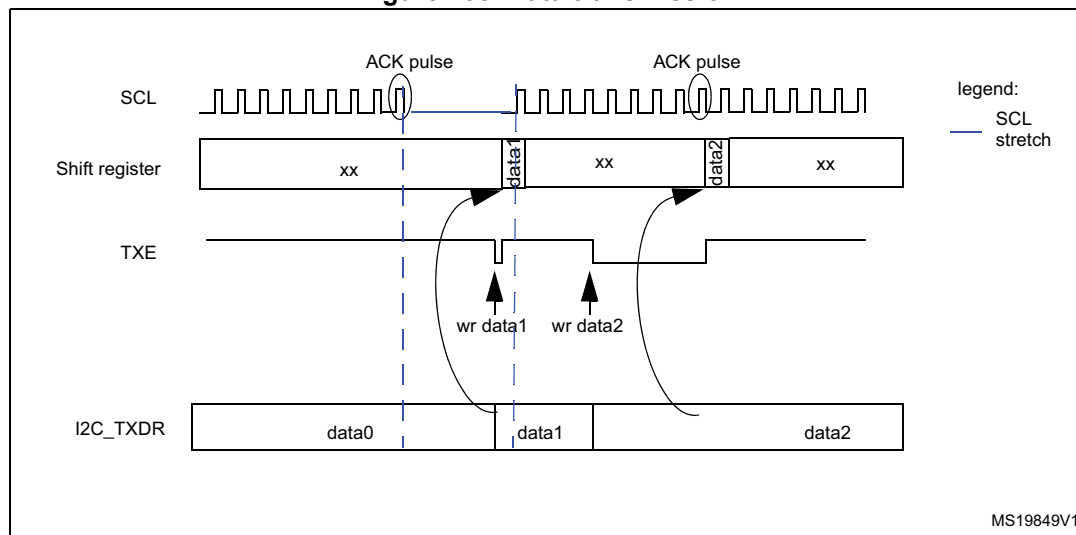 ACK pulse
ACK pulse
SCL
legend:
SCL
stretch
Shift register
xx
data1
xx
data2
xx
TXE
wr data1
wr data2
I2C_TXDR
data0
data1
data2
MS19849V1